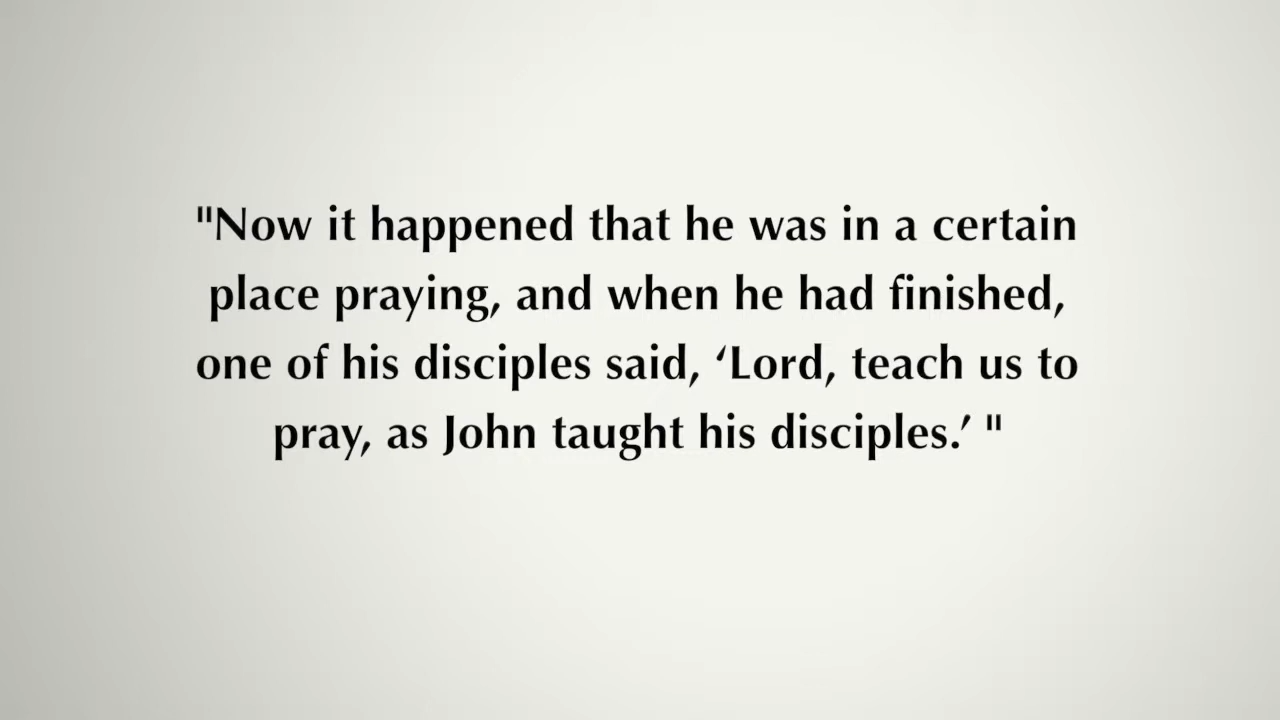 "Now it happened that he was in a certain
place praying, and when he had finished,
one of his disciples said, ‘Lord, teach us to
pray, as John taught his disciples.’ "